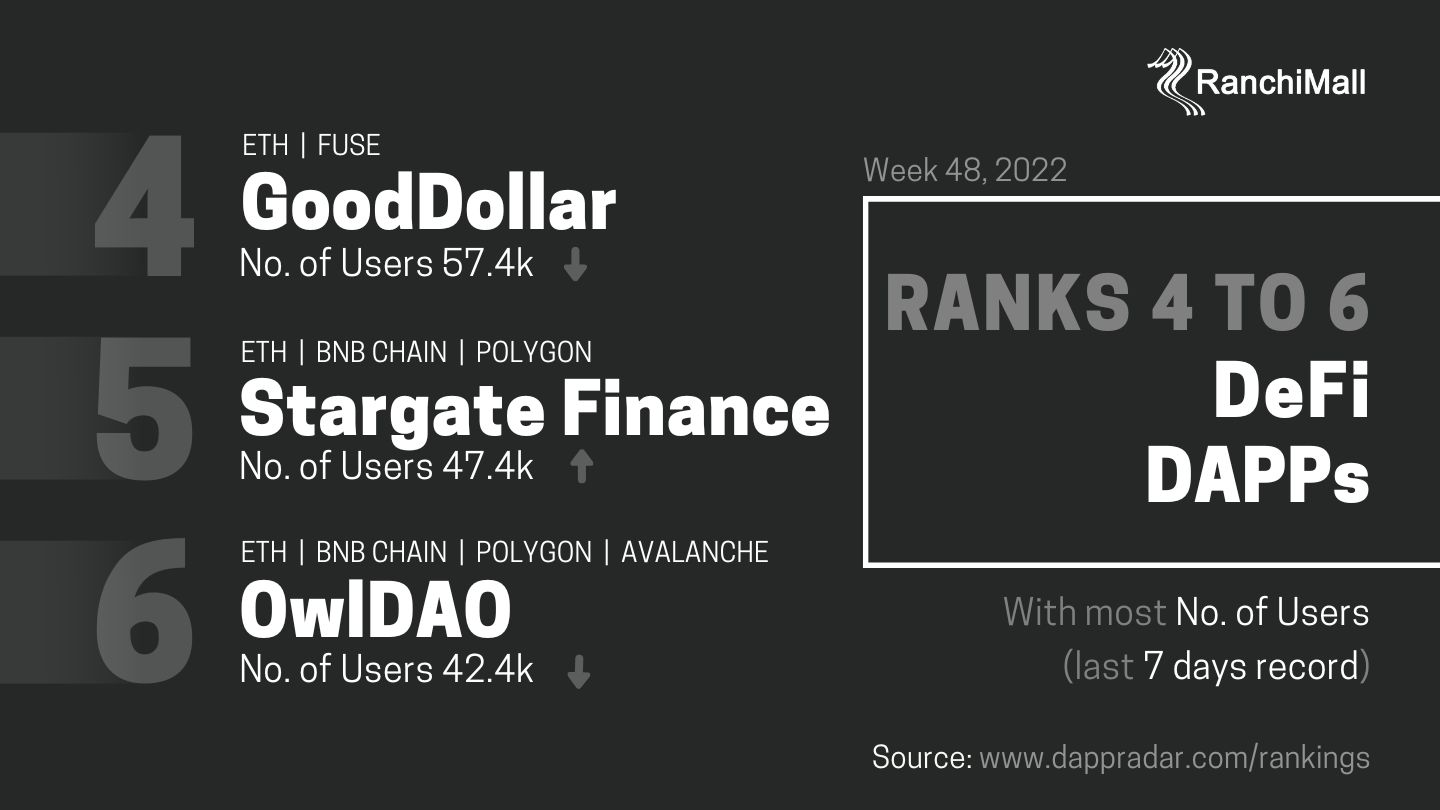 RanchiMall
4
ETH | FUSE
GoodDollar
No. of Users 57.4k
5
ETH | BNB CHAIN | POLYGON
Stargate Finance
No. of Users 47.4k
6
ETH | BNB CHAIN | POLYGON | AVALANCHE
OwlDAO
No. of Users 42.4k
Week 48, 2022
RANKS 4 TO 6
DeFi
DAPPs
With most No. of Users
(last 7 days record)
Source: www.dappradar.com/rankings